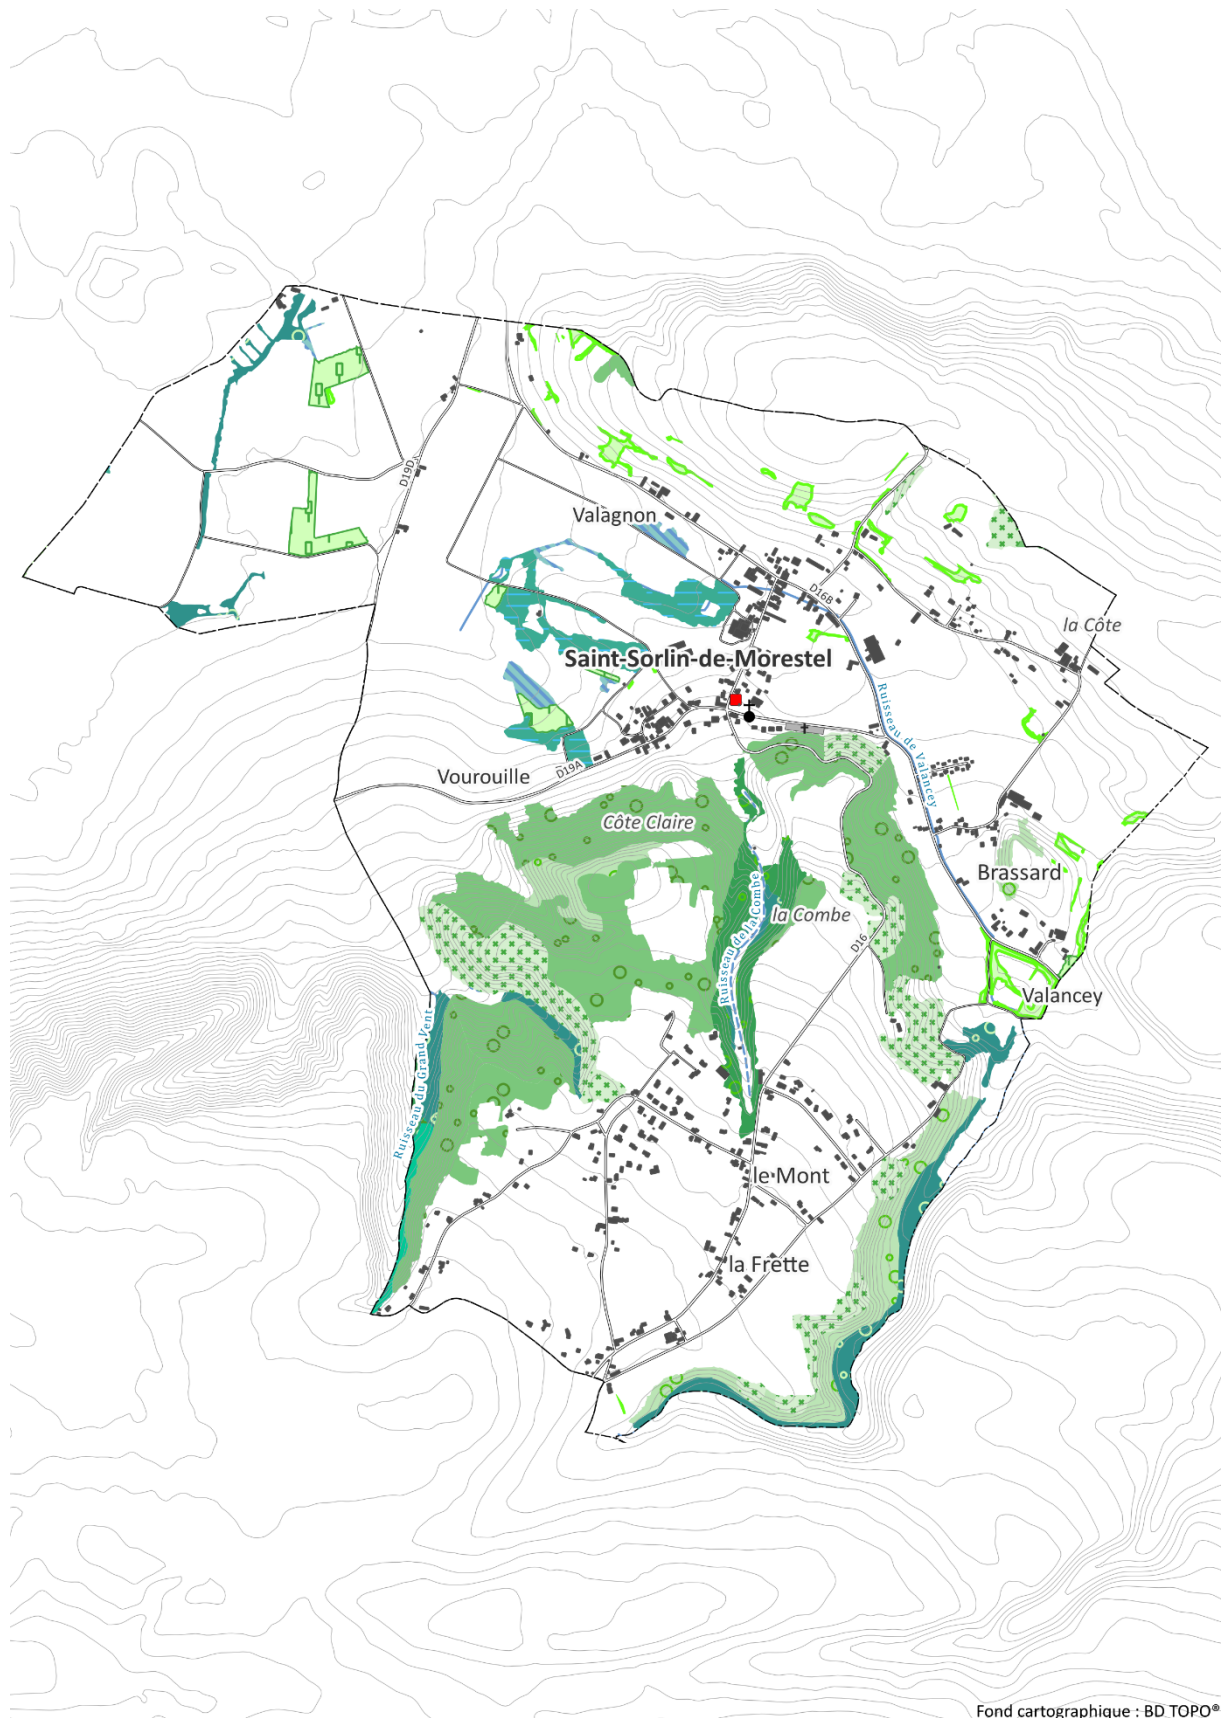 D19D
Valagnon
D16B
la Côte
Saint-Sorlin-de-Morestel
Ruisseau de Valancey
D19A
Vourouille
Côte Claire
Brassard
Ruisseau de la Combe
la Combe
D16
Valancey
Ruisseau du Grand Vent
le Mont
la Frette
Fond cartographique : BD TOPO®